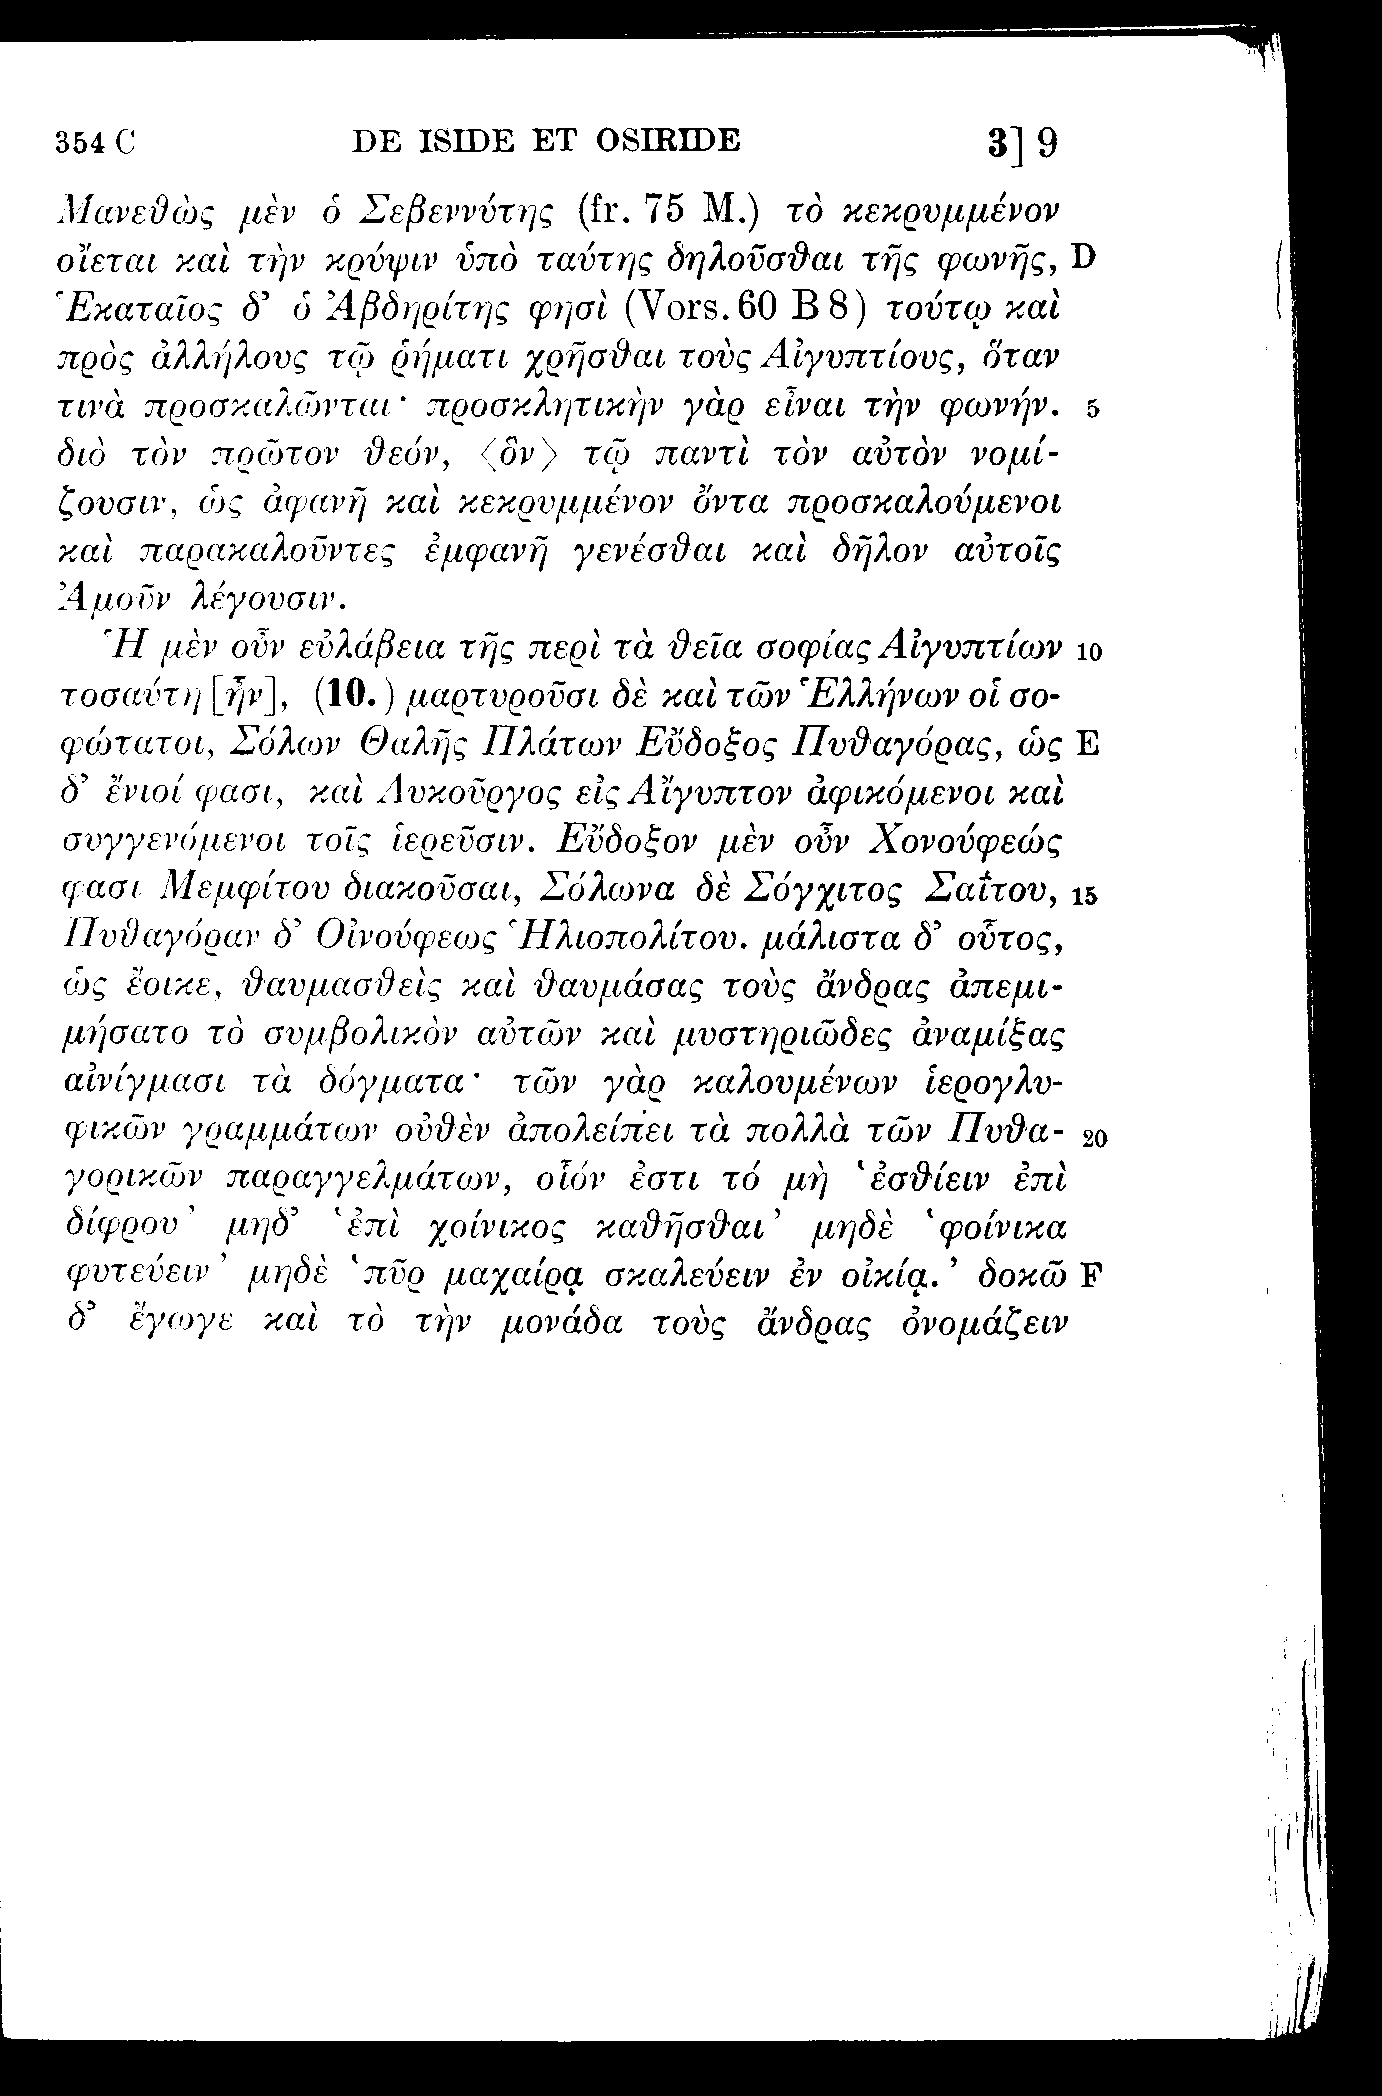 354 C DE ISIDE ET OSIRIDE 3] 9
Μανεθὼς μὲν ὁ Σεβεννύτης (fr. 75 M.) τὸ κεκρυμμένον
οἴεται καὶ τὴν κρύψιν ὑπὸ ταύτης δηλοῦσθαι τῆς φωνῆς, D
Ἑκαταῖος δ’ ὁ Ἀβδηρίτης φησὶ (Vors. 60 B 8) τούτῳ καὶ
πρὸς ἀλλήλους τῷ ῥήματι χρῆσθαι τοὺς Αἰγυπτίους, ὅταν
τινὰ προσκαλῶνται· προσκλητικὴν γὰρ εἶναι τὴν φωνήν. 5
διὸ τὸν πρῶτον θεόν, 〈ὃν〉 τῷ παντὶ τὸν αὐτὸν νομί-
ζουσιν, ὡς ἀφανῆ καὶ κεκρυμμένον ὄντα προσκαλούμενοι
καὶ παρακαλοῦντες ἐμφανῆ γενέσθαι καὶ δῆλον αὐτοῖς
Ἀμοῦν λέγουσιν.
Ἡ μὲν οὖν εὐλάβεια τῆς περὶ τὰ θεῖα σοφίας Αἰγυπτίων 10
τοσαύτη [ἦν], (10.) μαρτυροῦσι δὲ καὶ τῶν Ἑλλήνων οἱ σο-
φώτατοι, Σόλων Θαλῆς Πλάτων Εὔδοξος Πυθαγόρας, ὡς E
δ’ ἔνιοί φασι, καὶ Λυκοῦργος εἰς Αἴγυπτον ἀφικόμενοι καὶ
συγγενόμενοι τοῖς ἱερεῦσιν. Εὔδοξον μὲν οὖν Χονούφεώς
φασι Μεμφίτου διακοῦσαι, Σόλωνα δὲ Σόγχιτος Σαΐτου, 15
Πυθαγόραν δ’ Οἰνούφεως Ἡλιοπολίτου. μάλιστα δ’ οὗτος,
ὡς ἔοικε, θαυμασθεὶς καὶ θαυμάσας τοὺς ἄνδρας ἀπεμι-
μήσατο τὸ συμβολικὸν αὐτῶν καὶ μυστηριῶδες ἀναμίξας
αἰνίγμασι τὰ δόγματα· τῶν γὰρ καλουμένων ἱερογλυ-
φικῶν γραμμάτων οὐθὲν ἀπολείπει τὰ πολλὰ τῶν Πυθα- 20
γορικῶν παραγγελμάτων, οἷόν ἐστι τό μὴ ‘ἐσθίειν ἐπὶ
δίφρου’ μηδ’ ‘ἐπὶ χοίνικος καθῆσθαι’ μηδὲ ‘φοίνικα
φυτεύειν’ μηδὲ ‘πῦρ μαχαίρᾳ σκαλεύειν ἐν οἰκίᾳ.’ δοκῶ F
δ’ ἔγωγε καὶ τὸ τὴν μονάδα τοὺς ἄνδρας ὀνομάζειν